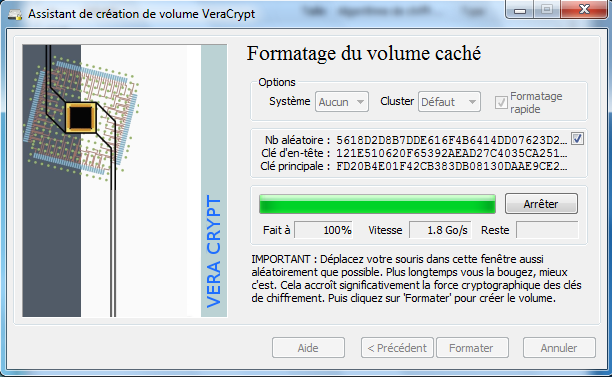 Assistant de création de volume VeraCrypt
VERA CRYPT
Formatage du volume caché
Options
Système Aucun Cluster Défaut Formatage rapide
Nb aléatoire : 5618D2D8B7DDE616F4B6414DD07623D2...
Clé d'en-tête : 121E510620F65392AEAD27C4035CA251...
Clé principale : FD20B4E01F42CB383DB08130DAAE9CE2...
Arrêter
Fait à 100% Vitesse 1.8 Go/s Reste
IMPORTANT : Déplacez votre souris dans cette fenêtre aussi
aléatoirement que possible. Plus longtemps vous la bougez, mieux
c'est. Cela accroît significativement la force cryptographique des clés
de chiffrement. Puis cliquez sur 'Formater' pour créer le volume.
Aide < Précédent Formater Annuler